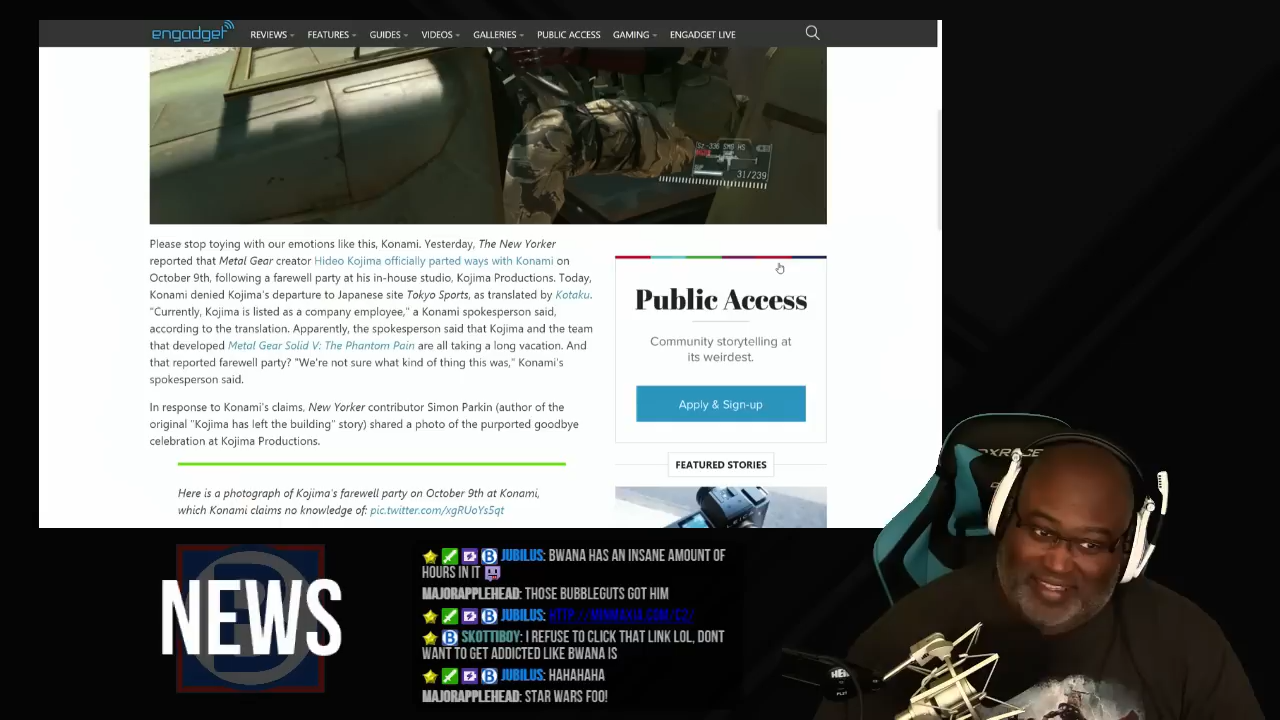 engadget REVIEWS FEATURES GUIDES VIDEOS GALLERIES PUBLIC ACCESS GAMING ENGADGET LIVE
31/239
Please stop toying with our emotions like this, Konami. Yesterday, The New Yorker
reported that Metal Gear creator Hideo Kojima officially parted ways with Konami on
October 9th, following a farewell party at his in-house studio, Kojima Productions. Today,
Konami denied Kojima's departure to Japanese site Tokyo Sports, as translated by Kotaku.
"Currently, Kojima is listed as a company employee," a Konami spokesperson said,
according to the translation. Apparently, the spokesperson said that Kojima and the team
that developed Metal Gear Solid V: The Phantom Pain are all taking a long vacation. And
that reported farewell party? "We're not sure what kind of thing this was," Konami's
spokesperson said.
In response to Konami's claims, New Yorker contributor Simon Parkin (author of the
original "Kojima has left the building" story) shared a photo of the purported goodbye
celebration at Kojima Productions.
Here is a photograph of Kojima's farewell party on October 9th at Konami,
which Konami claims no knowledge of: pic.twitter.com/xgRUoYs5qt
Public Access
Community storytelling at
its weirdest.
Apply & Sign-up
FEATURED STORIES
NEWS
JUBILUS: BWANA HAS AN INSANE AMOUNT OF
HOURS IN IT
MAJORAPPLEHEAD: THOSE BUBBLEGUTS GOT HIM
JUBILUS: HTTP://MINMAXIA.COM/C2/
SKOTTIBOY: I REFUSE TO CLICK THAT LINK LOL, DONT
WANT TO GET ADDICTED LIKE BWANA IS
JUBILUS: HAHAHAHA
MAJORAPPLEHEAD: STAR WARS FOO!